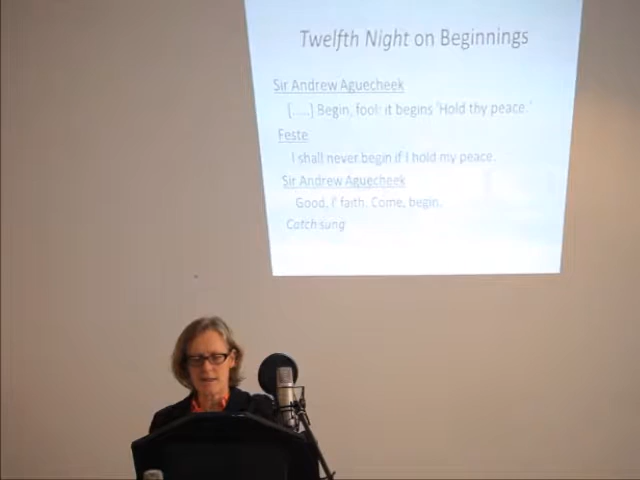 Twelfth Night on Beginnings
Sir Andrew Aguecheek
[.....] Begin, fool: it begins 'Hold thy peace.'
Feste
I shall never begin if I hold my peace.
Sir Andrew Aguecheek
Good, i' faith. Come, begin.
Catch sung